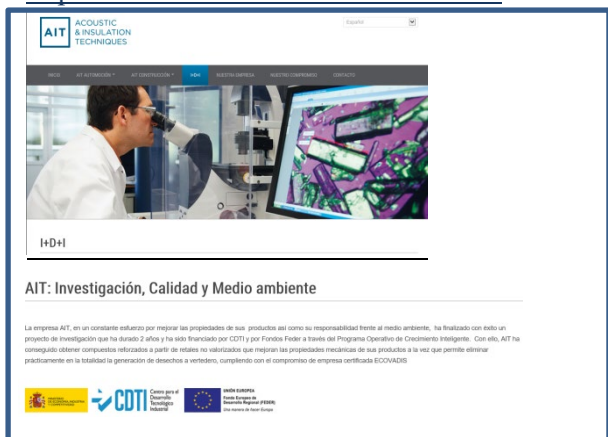 AIT
ACOUSTIC
& INSULATION
TECHNIQUES
Español
INICIO AIT AUTOMOCIÓN AIT CONSTRUCCIÓN I+D+I NUESTRA EMPRESA NUESTRO COMPROMISO CONTACTO
I+D+I
AIT: Investigación, Calidad y Medio ambiente
La empresa AIT, en un constante esfuerzo por mejorar las propiedades de sus productos así como su responsabilidad frente al medio ambiente, ha finalizado con éxito un
proyecto de investigación que ha durado 2 años y ha sido financiado por CDTI y por Fondos Feder a través del Programa Operativo de Crecimiento Inteligente. Con ello, AIT ha
conseguido obtener compuestos reforzados a partir de retales no valorizados que mejoran las propiedades mecánicas de sus productos a la vez que permite eliminar
prácticamente en su totalidad la generación de desechos a vertedero, cumpliendo con el compromiso de empresa certificada ECOVADIS
CDTI
Centro para el
Desarrollo
Tecnológico
Industrial
UNIÓN EUROPEA
Fondo Europeo de
Desarrollo Regional (FEDER)
Una manera de hacer Europa